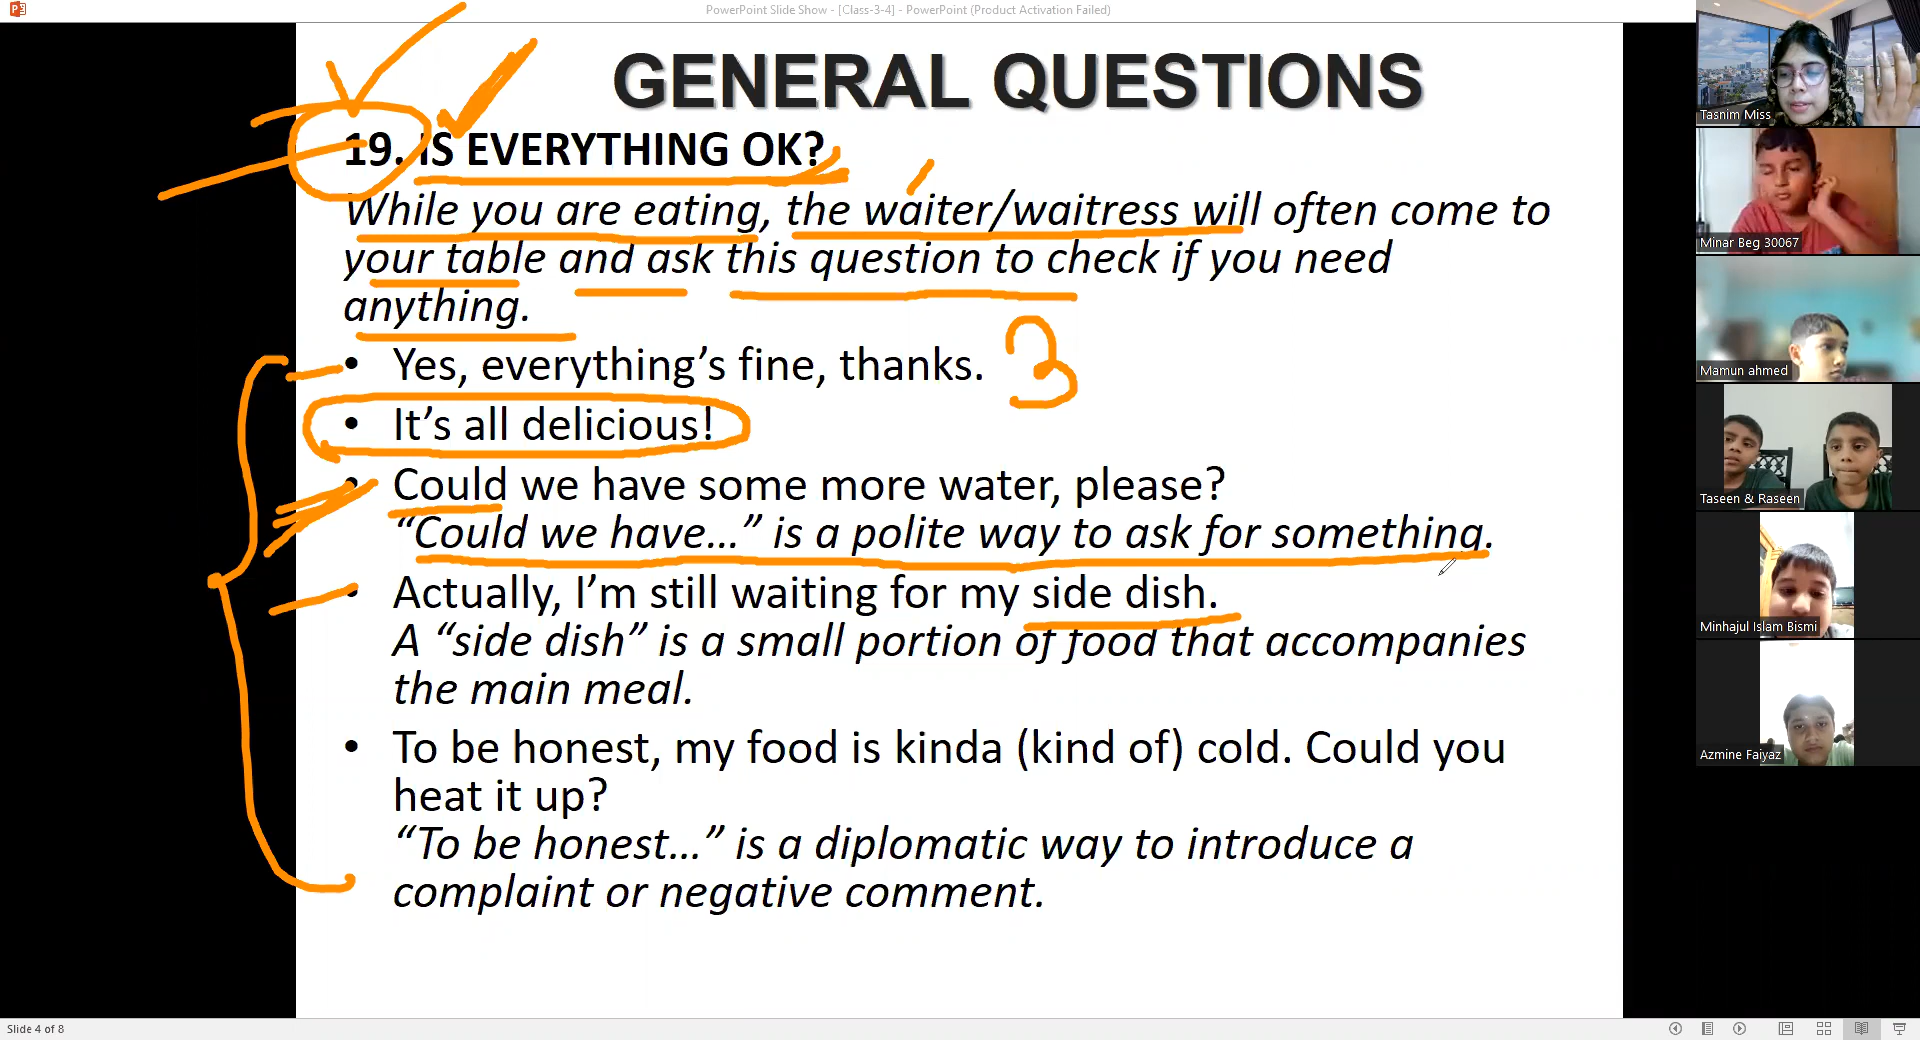 PowerPoint Slide Show - [Class-3-4] - PowerPoint (Product Activation Failed)
GENERAL QUESTIONS
19. IS EVERYTHING OK?
While you are eating, the waiter/waitress will often come to
your table and ask this question to check if you need
anything.
• Yes, everything’s fine, thanks.
3
• It’s all delicious!
• Could we have some more water, please?
“Could we have…” is a polite way to ask for something.
• Actually, I’m still waiting for my side dish.
A “side dish” is a small portion of food that accompanies
the main meal.
• To be honest, my food is kinda (kind of) cold. Could you
heat it up?
“To be honest…” is a diplomatic way to introduce a
complaint or negative comment.
Tasnim Miss
Minar Beg 30067
Mamun ahmed
Taseen & Raseen
Minhajul Islam Bismi
Azmine Faiyaz
Slide 4 of 8